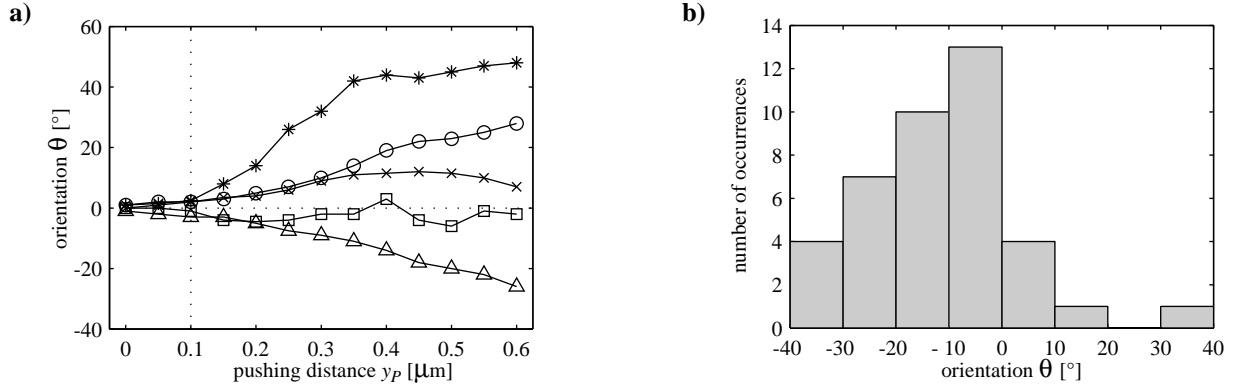 a)
60
40
20
0
-20
-40
orientation θ [°]
0 0.1 0.2 0.3 0.4 0.5 0.6
pushing distance yP [μm]
b)
14
12
10
8
6
4
2
0
number of occurrences
-40 -30 -20 - 10 0 10 20 30 40
orientation θ [°]